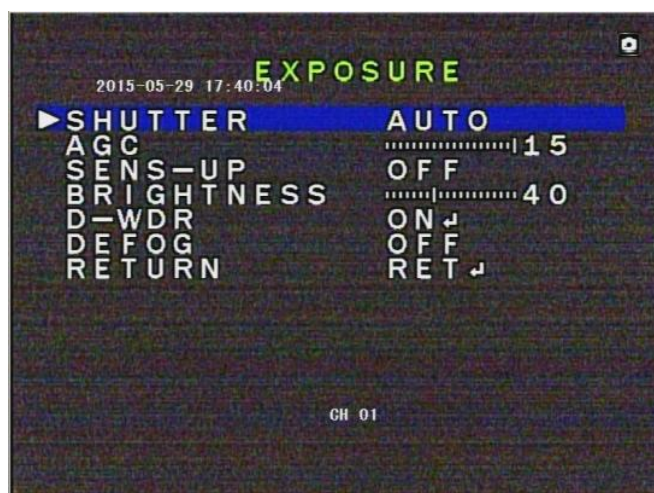 EXPOSURE
2015-05-29 17:40:04
SHUTTER AUTO
AGC 15
SENS-UP OFF
BRIGHTNESS 40
D-WDR ON↵
DEFOG OFF
RETURN RET↵
CH 01